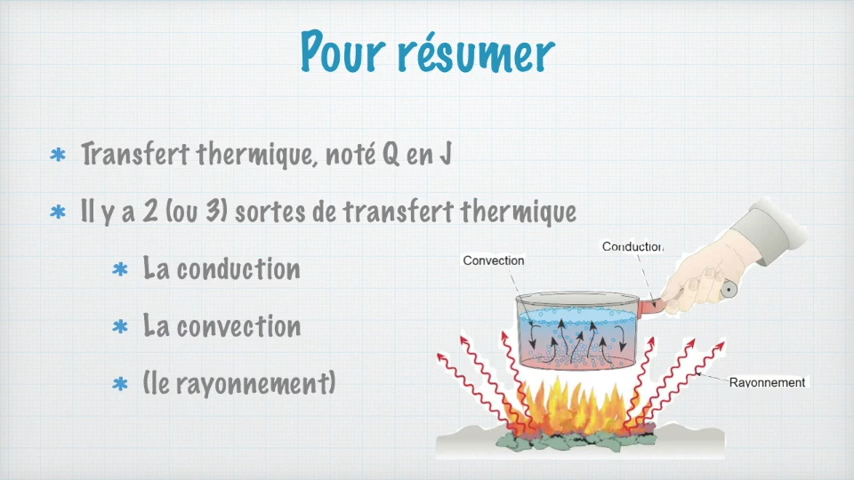 Pour résumer
* Transfert thermique, noté Q en J
* Il y a 2 (ou 3) sortes de transfert thermique
* La conduction
* La convection
* (le rayonnement)
Conduction
Convection
Rayonnement